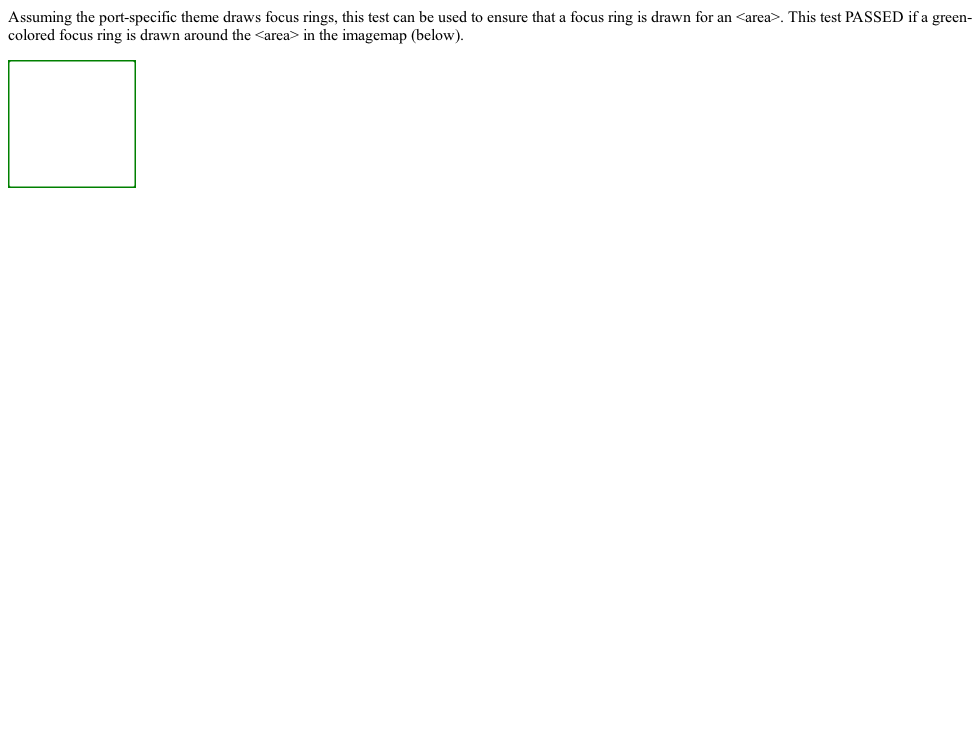 Assuming the port-specific theme draws focus rings, this test can be used to ensure that a focus ring is drawn for an <area>. This test PASSED if a green-
colored focus ring is drawn around the <area> in the imagemap (below).